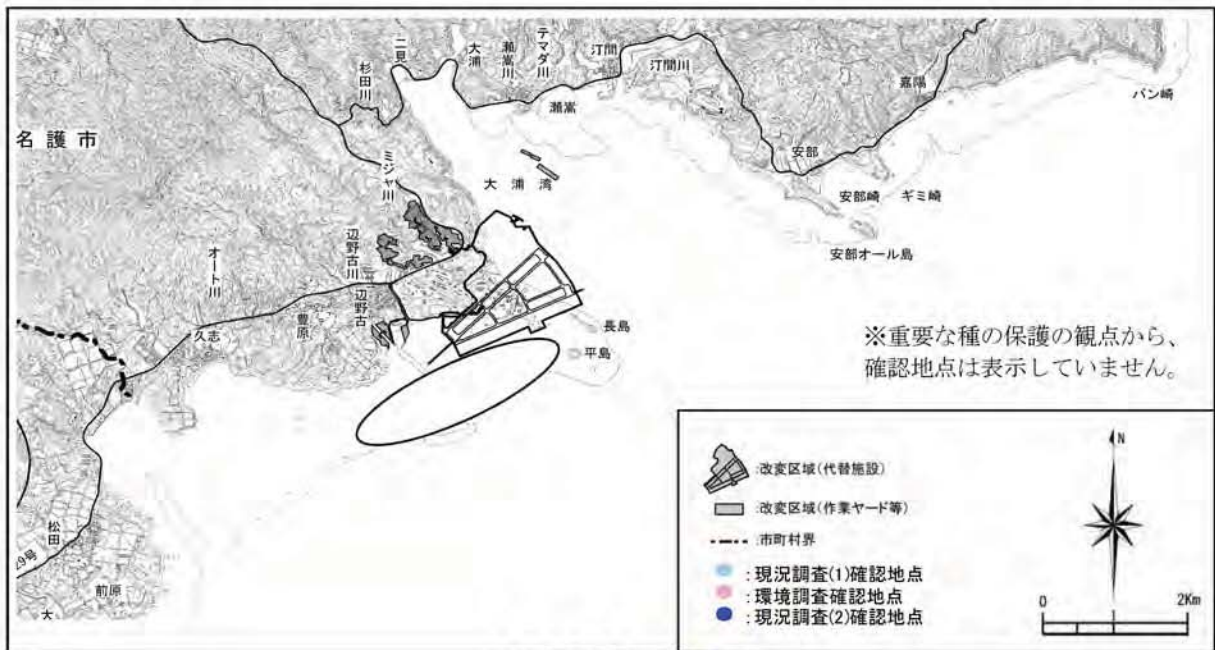 名護市
杉田川
二見
大浦
瀬嵩川
テマダ川
汀間
汀間川
瀬嵩
嘉陽
バン崎
安部
安部崎
ギミ崎
安部オール島
大浦湾
ミジャ川
辺野古川
辺野古
オート川
久志
豊原
長島
平島
松田
前原
大
29号
※重要な種の保護の観点から、
確認地点は表示していません。
:改変区域(代替施設)
:改変区域(作業ヤード等)
:市町村界
:現況調査(1)確認地点
:環境調査確認地点
:現況調査(2)確認地点
N
0 2Km